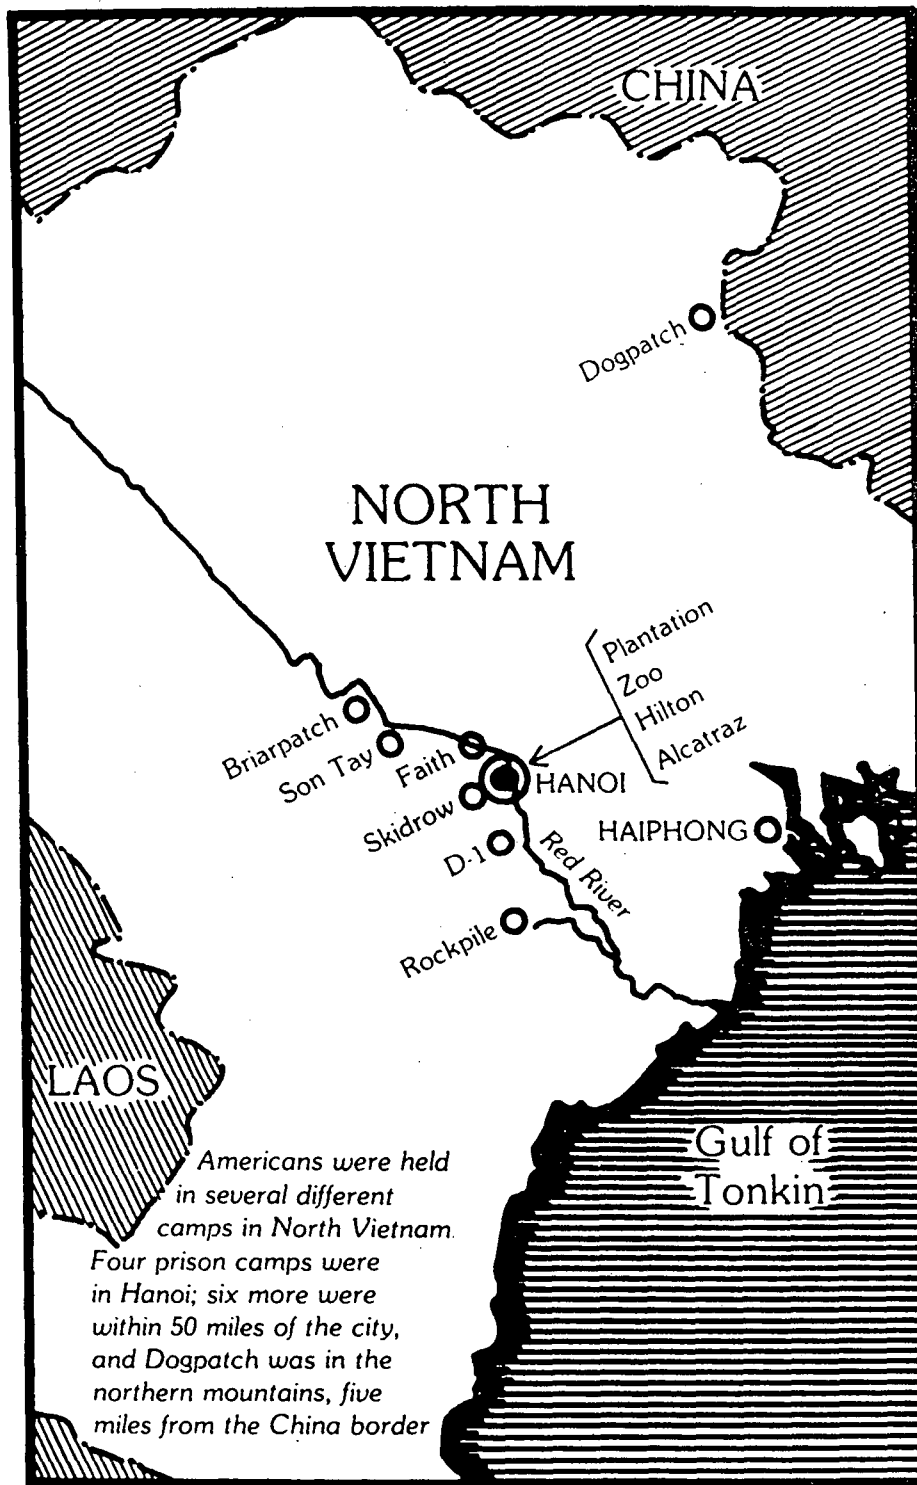 CHINA
Dogpatch
NORTH
VIETNAM
Plantation
Zoo
Hilton
Alcatraz
Briarpatch
Son Tay
Faith
HANOI
Skidrow
HAIPHONG
D-1
Red River
Rockpile
LAOS
Gulf of
Tonkin
Americans were held
in several different
camps in North Vietnam.
Four prison camps were
in Hanoi; six more were
within 50 miles of the city,
and Dogpatch was in the
northern mountains, five
miles from the China border